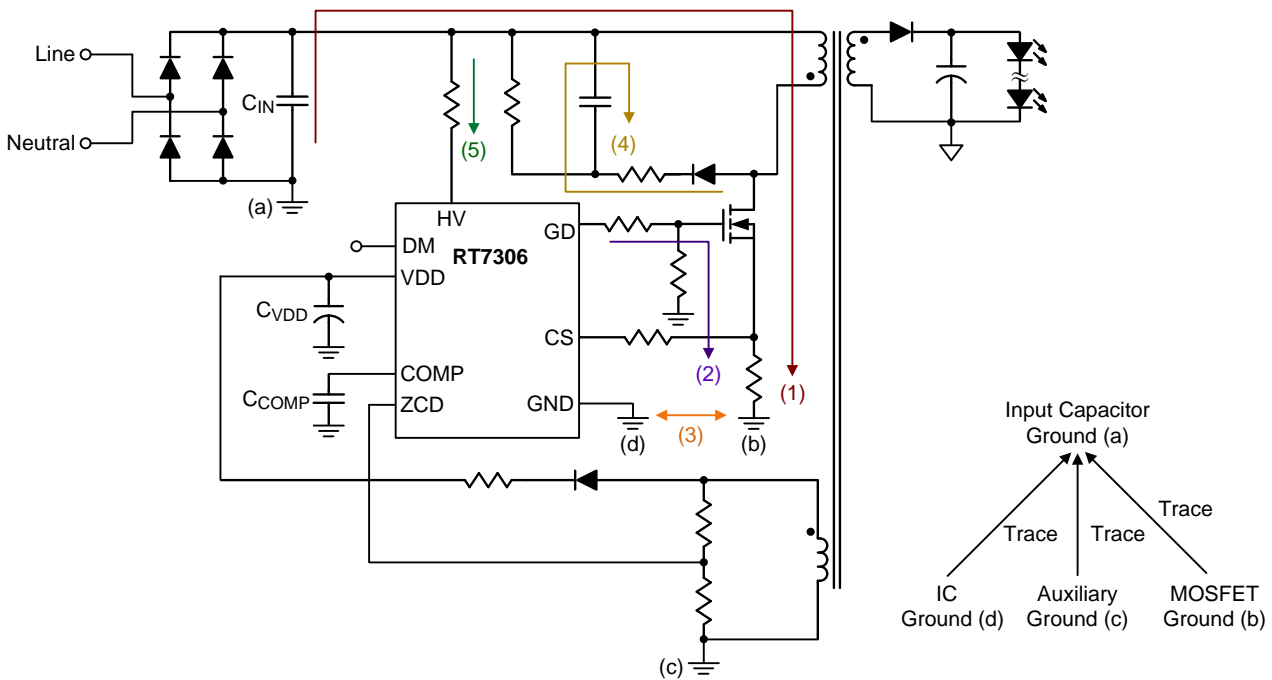 Line
Neutral
CIN
(a)
(5)
(4)
HV
DM
RT7306
GD
VDD
CVDD
CS
(2)
(1)
COMP
CCOMP
ZCD
GND
(d)
(3)
(b)
(c)
Input Capacitor
Ground (a)
Trace
Trace
Trace
IC
Ground (d)
Auxiliary
Ground (c)
MOSFET
Ground (b)